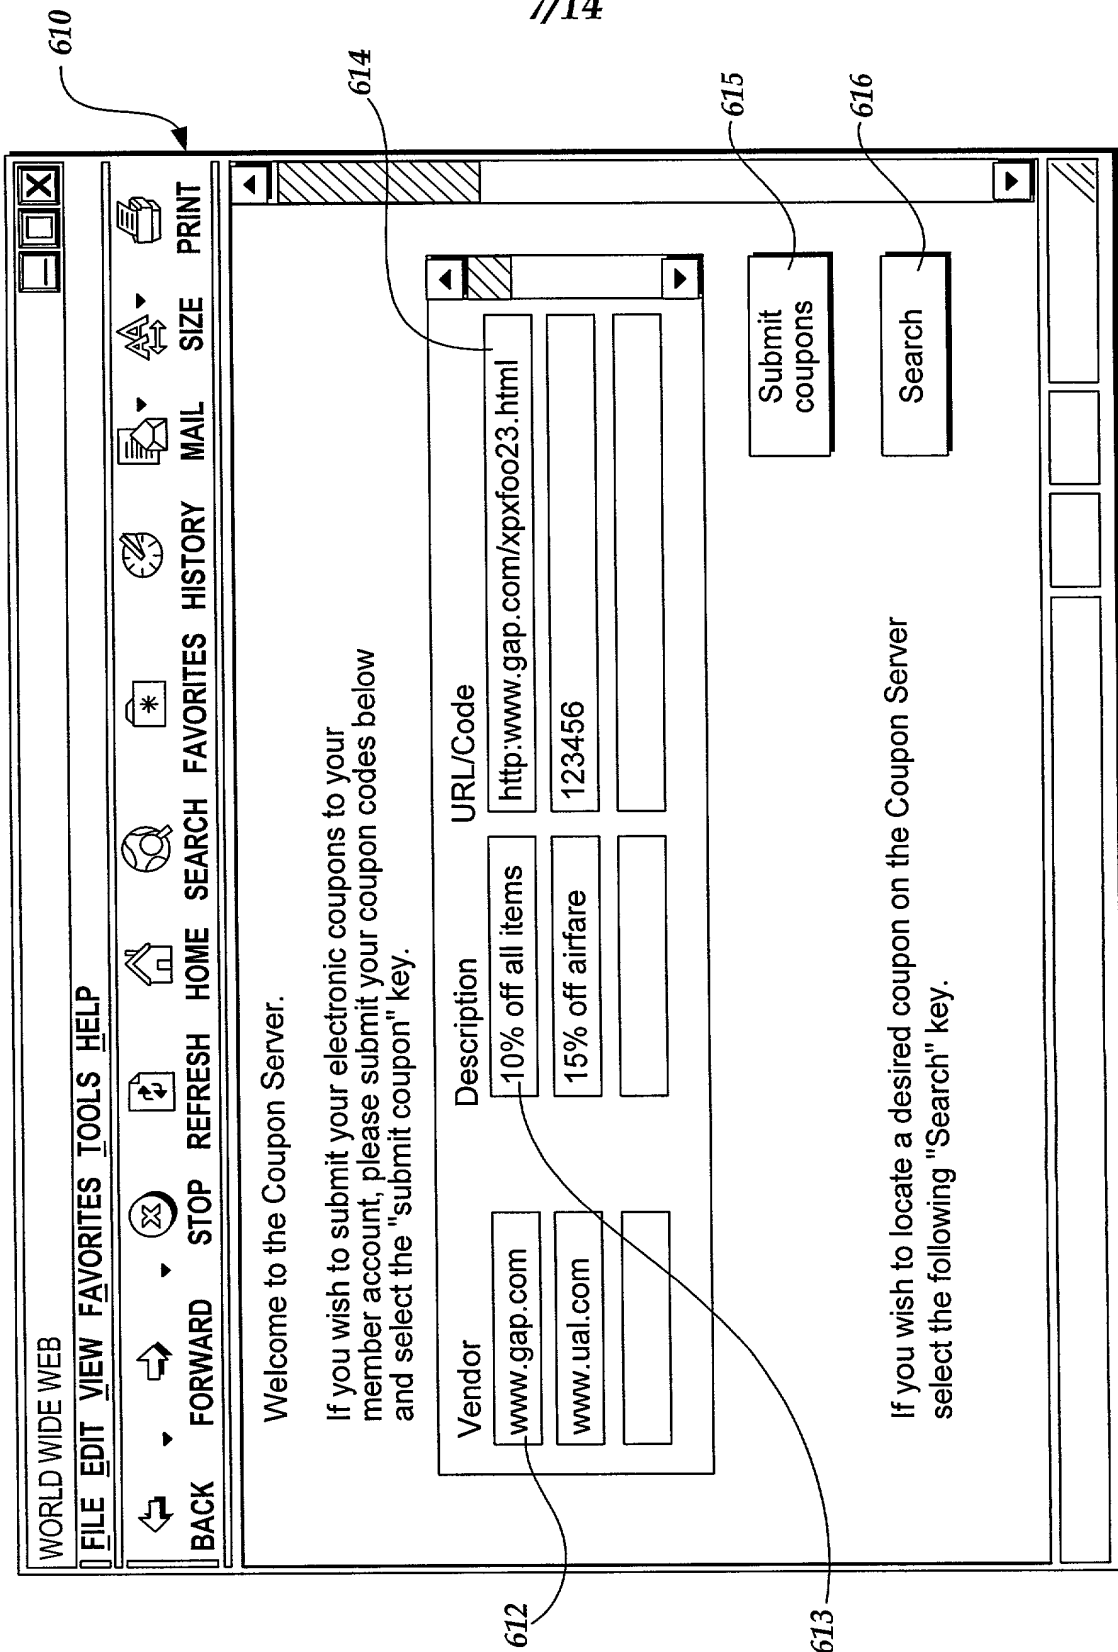 7/14
610
WORLD WIDE WEB
FILE EDIT VIEW FAVORITES TOOLS HELP
BACK FORWARD STOP REFRESH HOME SEARCH FAVORITES HISTORY MAIL SIZE PRINT
Welcome to the Coupon Server.
If you wish to submit your electronic coupons to your
member account, please submit your coupon codes below
and select the "submit coupon" key.
614
Vendor Description URL/Code
www.gap.com 10% off all items http:www.gap.com/xpxfoo23.html
www.ual.com 15% off airfare 123456
612
613
615
Submit
coupons
616
Search
If you wish to locate a desired coupon on the Coupon Server
select the following "Search" key.